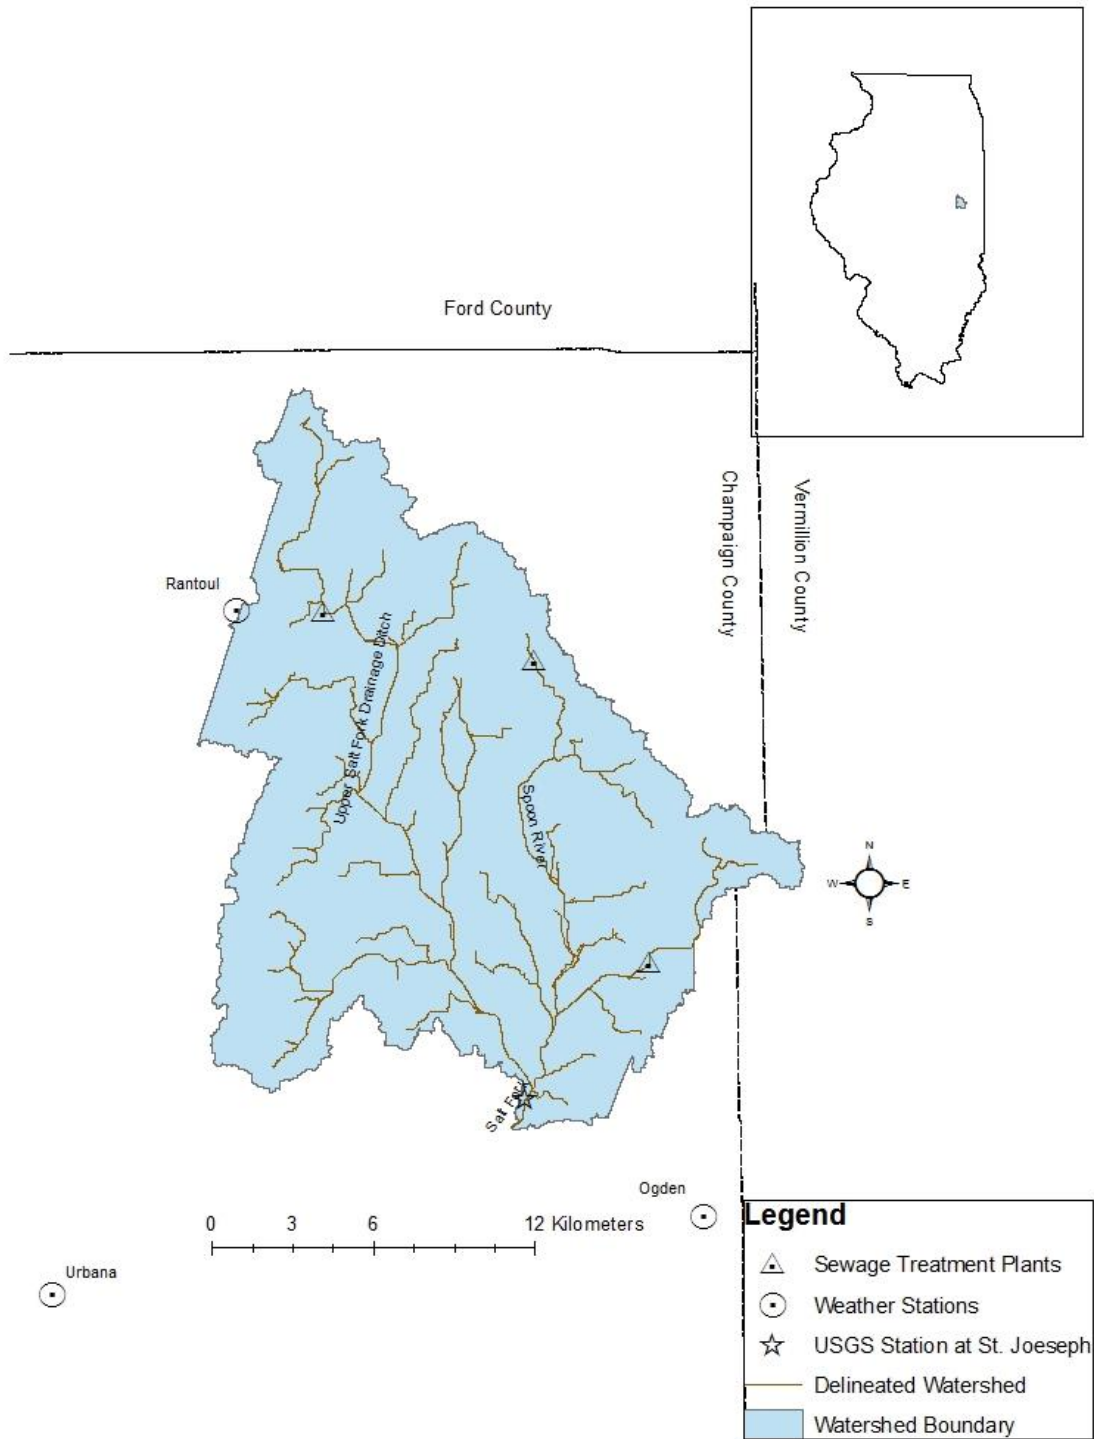 Ford County
Champaign County
Vermillion County
Rantoul
Upper Salt Fork Drainage Ditch
Spoon River
N
W
E
S
Salt Fork
Ogden
0 3 6 12 Kilometers
Urbana
Legend
Sewage Treatment Plants
Weather Stations
USGS Station at St. Joeseph
Delineated Watershed
Watershed Boundary